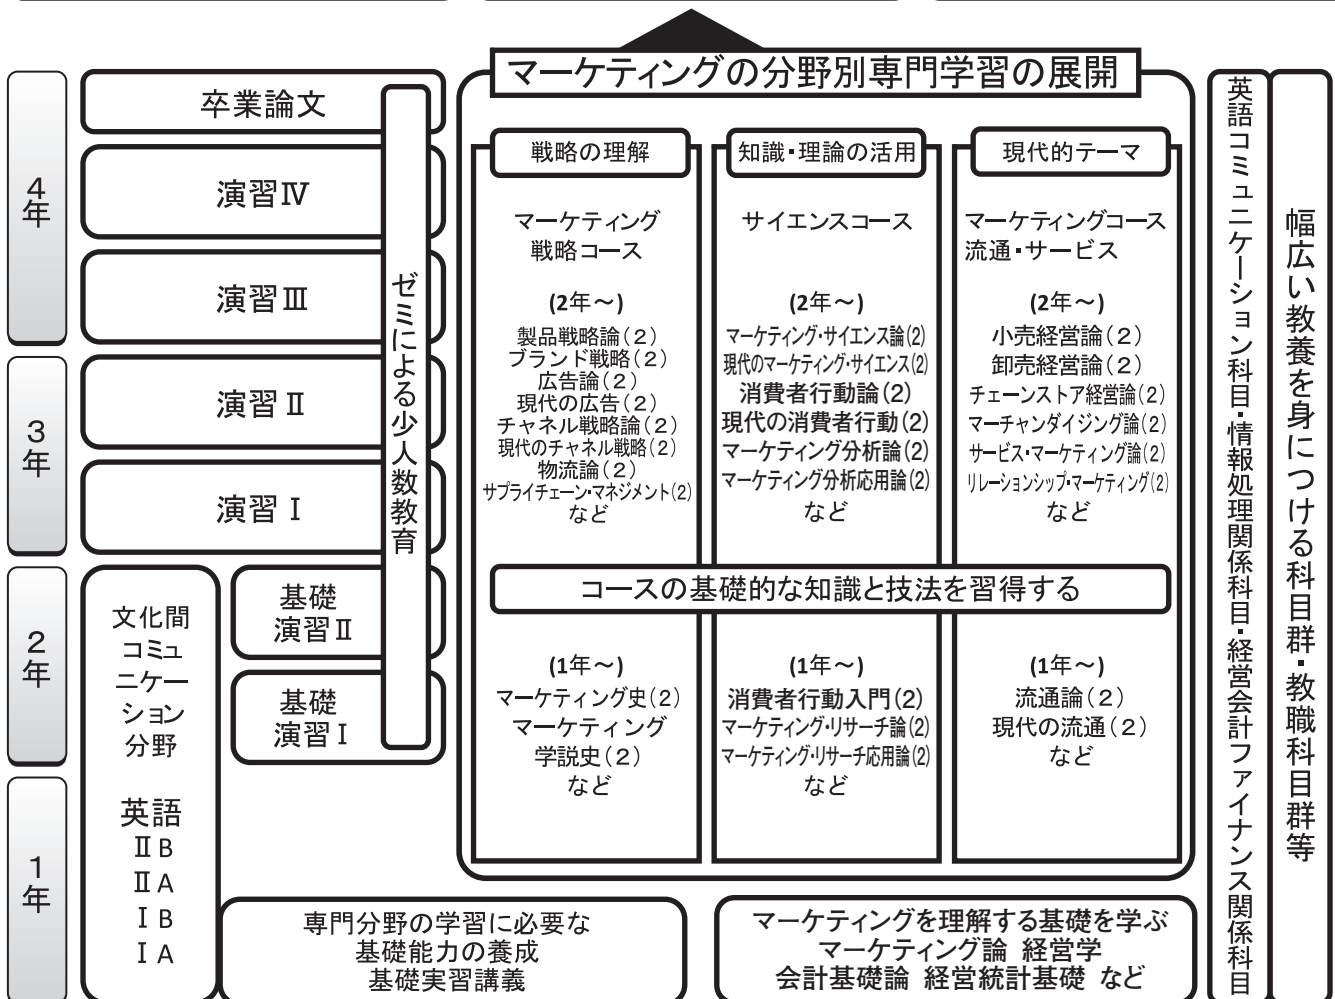 マーケティングの分野別専門学習の展開
4年
3年
2年
1年
卒業論文
演習Ⅳ
演習Ⅲ
演習Ⅱ
演習Ⅰ
ゼミによる少人数教育
基礎
演習Ⅱ
基礎
演習Ⅰ
文化間
コミュ
ニケー
ション
分野
英語
ⅡB
ⅡA
ⅠB
ⅠA
専門分野の学習に必要な
基礎能力の養成
基礎実習講義
戦略の理解
マーケティング
戦略コース
(2年~)
製品戦略論(2)
ブランド戦略(2)
広告論(2)
現代の広告(2)
チャネル戦略論(2)
現代のチャネル戦略(2)
物流論(2)
サプライチェーン・マネジメント(2)
など
知識・理論の活用
サイエンスコース
(2年~)
マーケティング・サイエンス論(2)
現代のマーケティング・サイエンス(2)
消費者行動論(2)
現代の消費者行動(2)
マーケティング分析論(2)
マーケティング分析応用論(2)
など
現代的テーマ
マーケティングコース
流通・サービス
(2年~)
小売経営論(2)
卸売経営論(2)
チェーンストア経営論(2)
マーチャンダイジング論(2)
サービス・マーケティング論(2)
リレーションシップ・マーケティング(2)
など
コースの基礎的な知識と技法を習得する
(1年~)
マーケティング史(2)
マーケティング
学説史(2)
など
(1年~)
消費者行動入門(2)
マーケティング・リサーチ論(2)
マーケティング・リサーチ応用論(2)
など
(1年~)
流通論(2)
現代の流通(2)
など
マーケティングを理解する基礎を学ぶ
マーケティング論 経営学
会計基礎論 経営統計基礎 など
英語コミュニケーション科目・情報処理関係科目・経営会計ファイナンス関係科目
幅広い教養を身につける科目群・教職科目群等